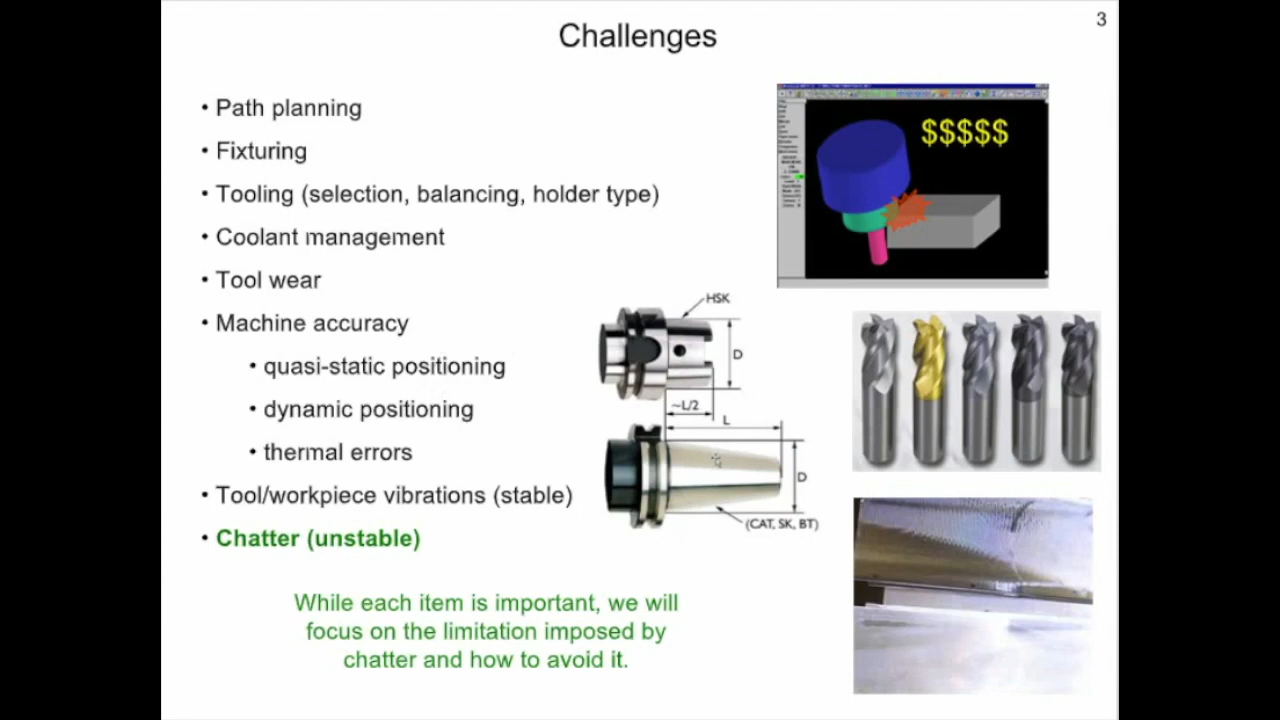 3
Challenges
• Path planning
• Fixturing
• Tooling (selection, balancing, holder type)
• Coolant management
• Tool wear
• Machine accuracy
• quasi-static positioning
• dynamic positioning
• thermal errors
• Tool/workpiece vibrations (stable)
• Chatter (unstable)
While each item is important, we will
focus on the limitation imposed by
chatter and how to avoid it.
$$$$$
HSK
D
~L/2
L
D
(CAT, SK, BT)